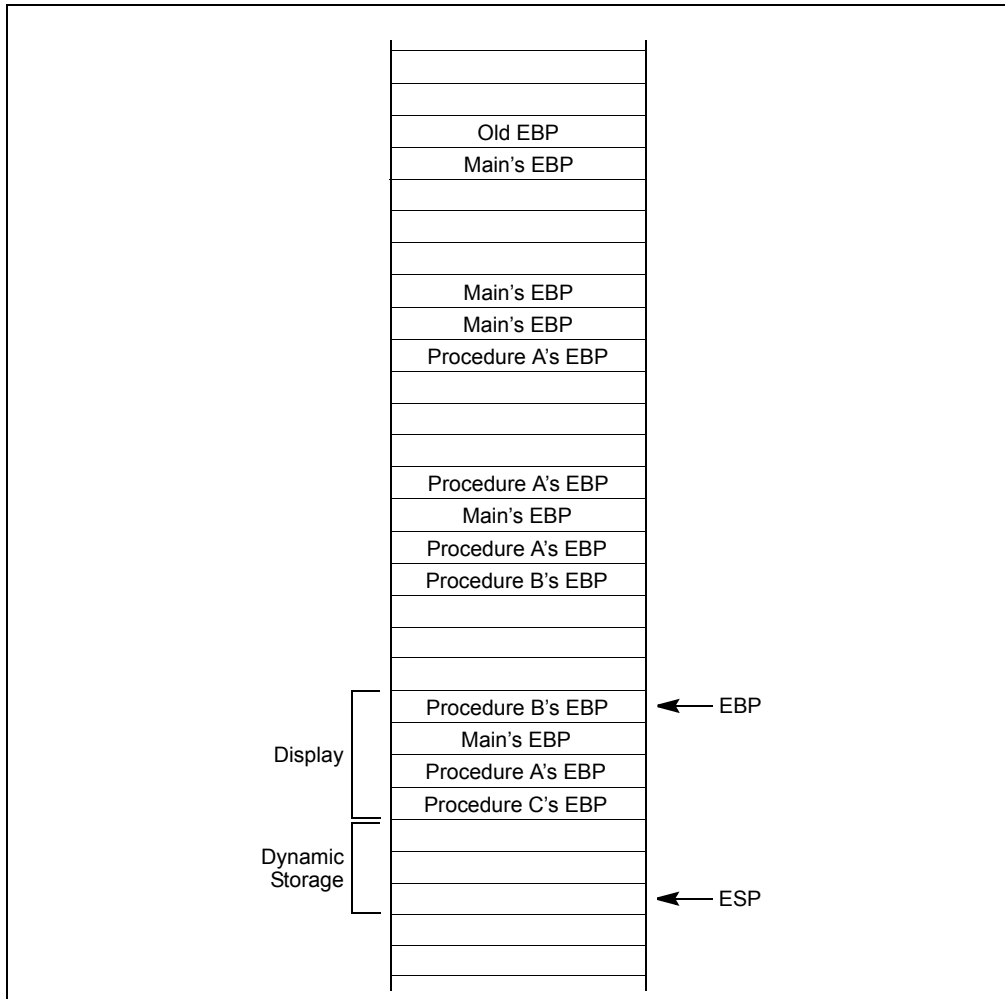 Old EBP
Main's EBP
Main's EBP
Main's EBP
Procedure A's EBP
Procedure A's EBP
Main's EBP
Procedure A's EBP
Procedure B's EBP
Procedure B's EBP
EBP
Main's EBP
Display
Procedure A's EBP
Procedure C's EBP
Dynamic
Storage
ESP